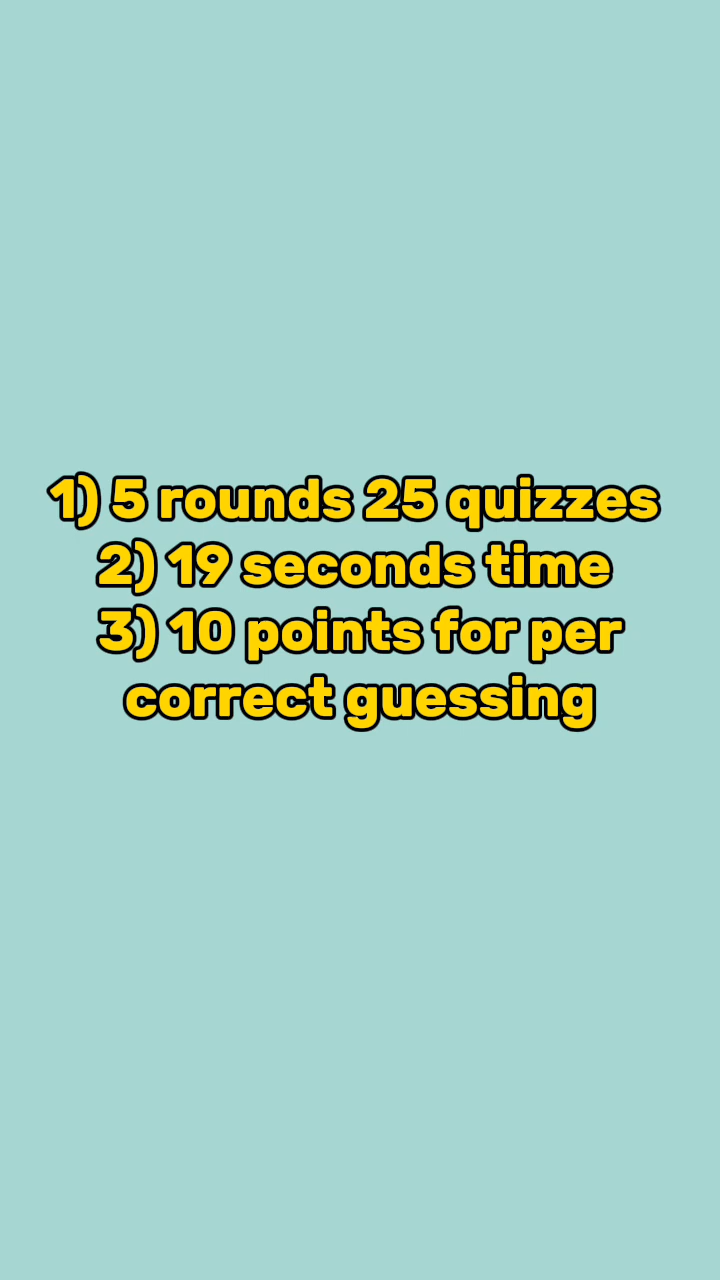 1) 5 rounds 25 quizzes
2) 19 seconds time
3) 10 points for per
correct guessing